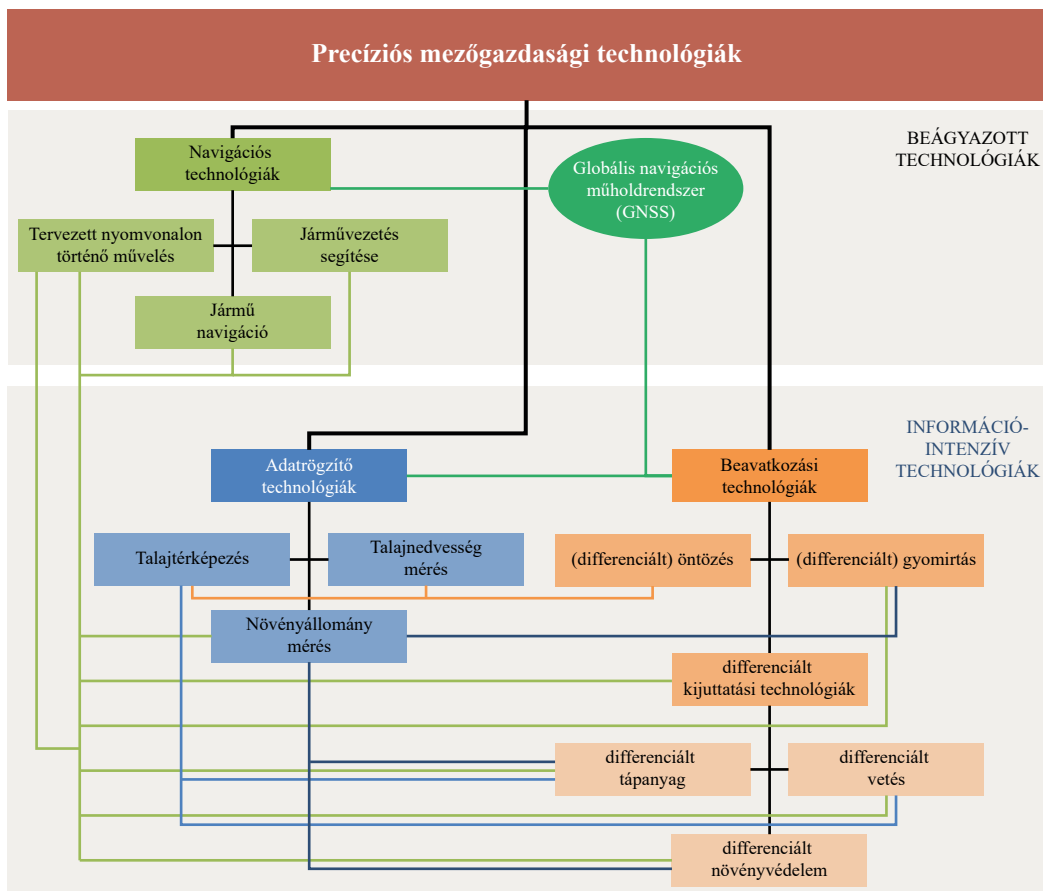 Precíziós mezőgazdasági technológiák
BEÁGYAZOTT
TECHNOLÓGIÁK
Navigációs
technológiák
Globális navigációs
műholdrendszer
(GNSS)
Tervezett nyomvonalon
történő művelés
Járművezetés
segítése
Jármű
navigáció
INFORMÁCIÓ-
INTENZÍV
TECHNOLÓGIÁK
Adatrögzítő
technológiák
Beavatkozási
technológiák
Talajtérképezés
Talajnedvesség
mérés
(differenciált) öntözés
(differenciált) gyomirtás
Növényállomány
mérés
differenciált
kijuttatási technológiák
differenciált
tápanyag
differenciált
vetés
differenciált
növényvédelem